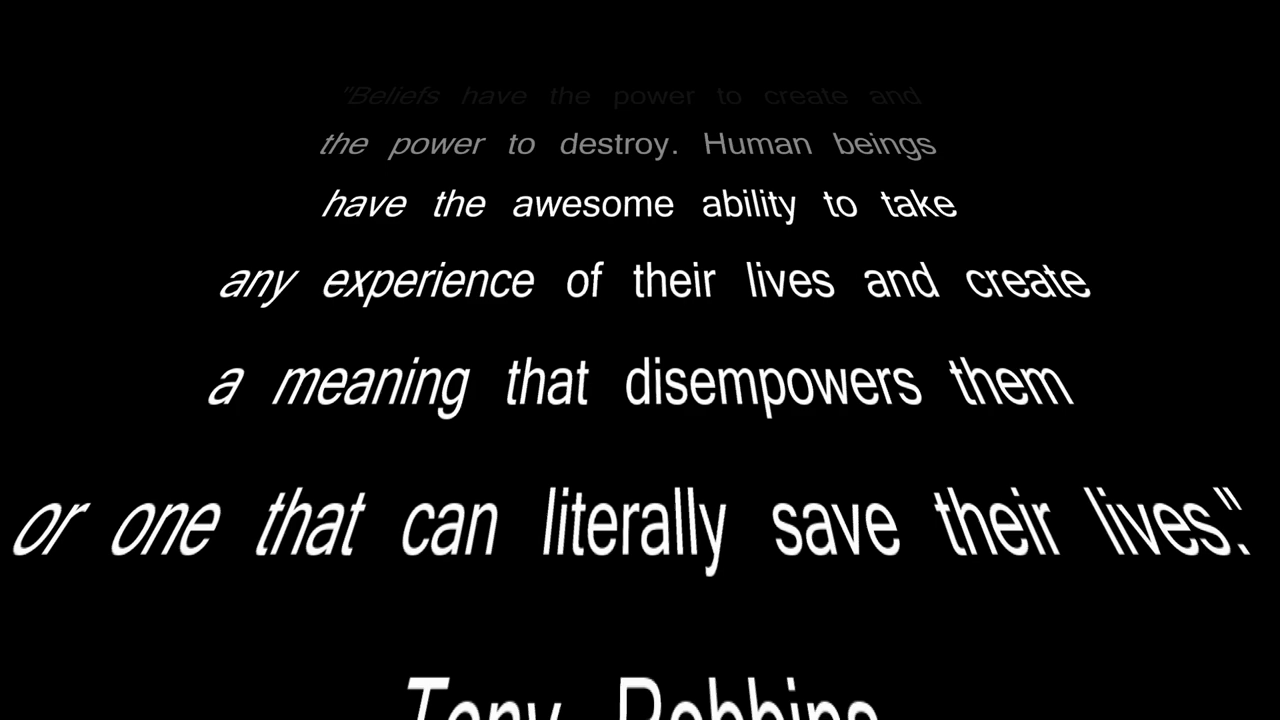 "Beliefs have the power to create and
the power to destroy. Human beings
have the awesome ability to take
any experience of their lives and create
a meaning that disempowers them
or one that can literally save their lives."
Tony Robbins